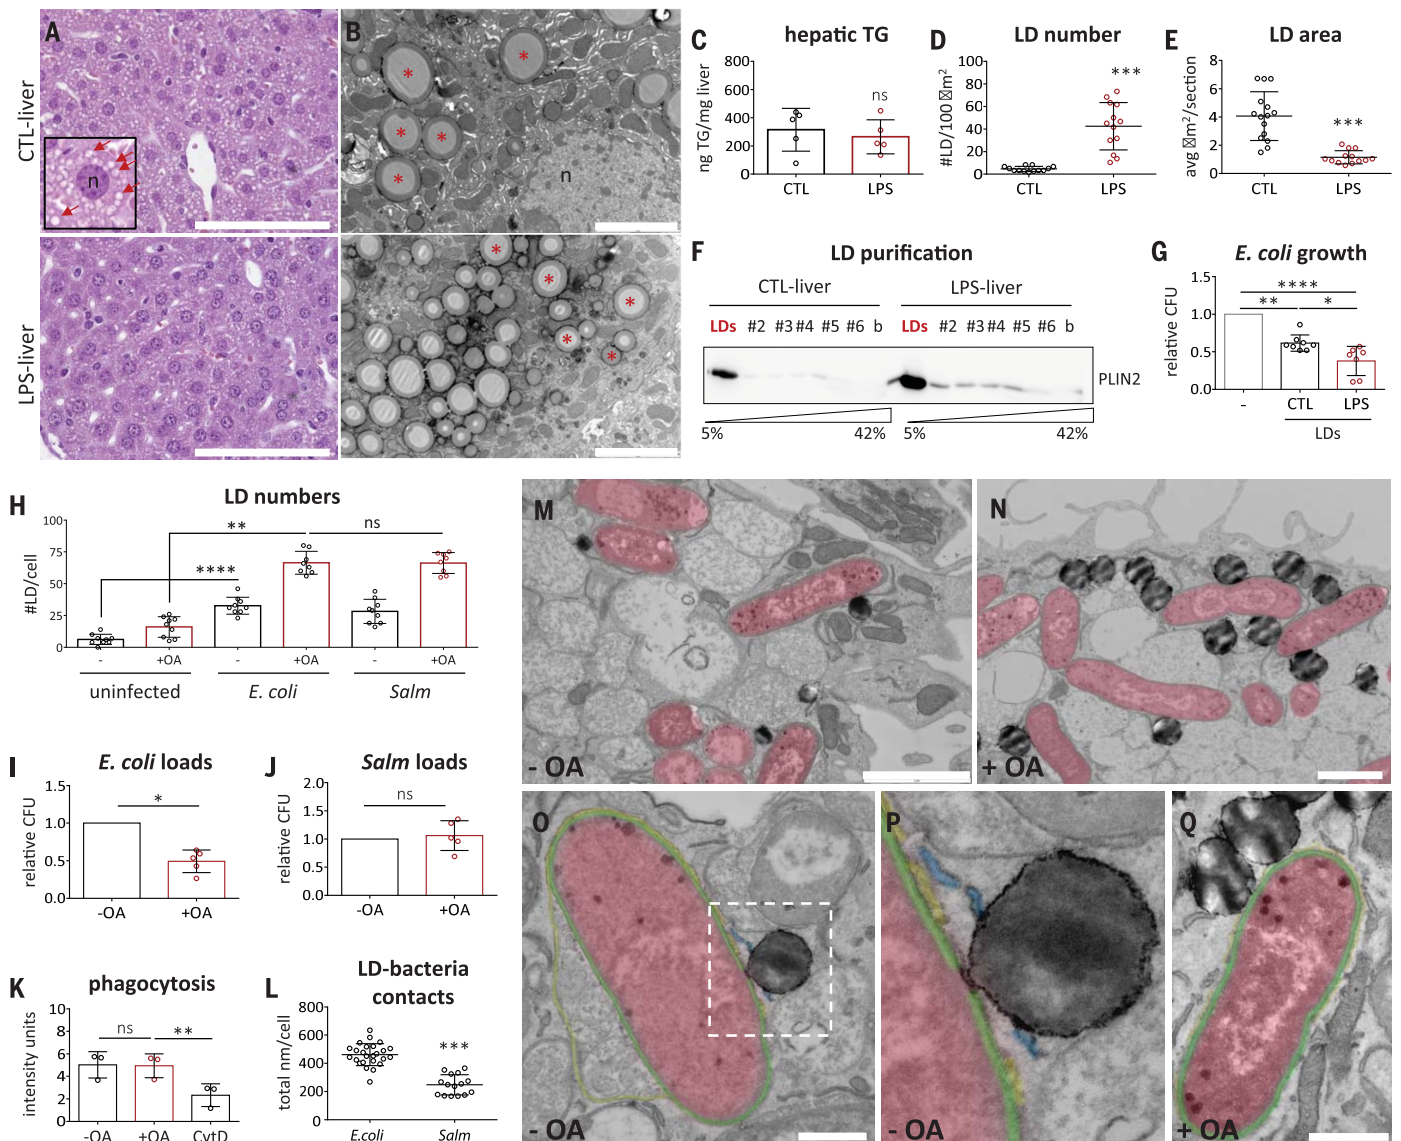 A
CTL-liver
n
B
n
LPS-liver
C
hepatic TG
ng TG/mg liver
800
600
400
200
0
ns
CTL
LPS
D
LD number
#LD/100 m²
100
80
60
40
20
0
***
CTL
LPS
E
LD area
avg m²/section
8
6
4
2
0
***
CTL
LPS
F
LD purification
CTL-liver
LPS-liver
LDs #2 #3 #4 #5 #6 b
LDs #2 #3 #4 #5 #6 b
PLIN2
5%
42%
5%
42%
G
E. coli growth
relative CFU
1.5
1.0
0.5
0.0
****
** *
- CTL LPS
LDs
H
LD numbers
#LD/cell
100
75
50
25
0
**
ns
****
- +OA - +OA - +OA
uninfected
E. coli
Salm
I
E. coli loads
relative CFU
1.5
1.0
0.5
0.0
*
-OA
+OA
J
Salm loads
relative CFU
2.0
1.5
1.0
0.5
0.0
ns
-OA
+OA
K
phagocytosis
intensity units
10
8
6
4
2
0
ns
**
-OA
+OA
CytD
L
LD-bacteria
contacts
total nm/cell
800
600
400
200
0
***
E.coli
Salm
M
- OA
N
+ OA
O
- OA
P
- OA
Q
+ OA